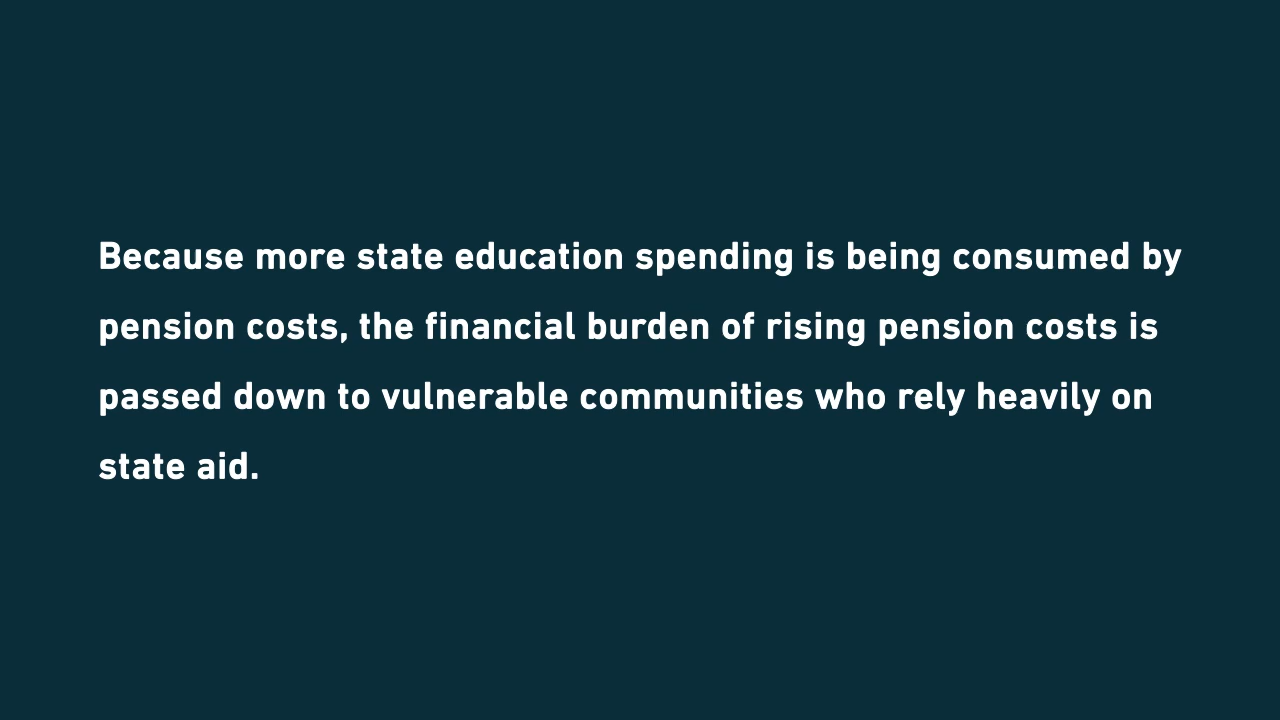 Because more state education spending is being consumed by
pension costs, the financial burden of rising pension costs is
passed down to vulnerable communities who rely heavily on
state aid.